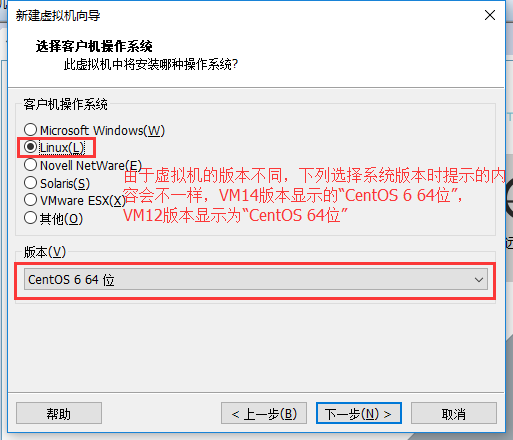 新建虚拟机向导
选择客户机操作系统
此虚拟机中将安装哪种操作系统?
客户机操作系统
Microsoft Windows(W)
Linux(L)
Novell NetWare(E)
Solaris(S)
VMware ESX(X)
其他(O)
由于虚拟机的版本不同，下列选择系统版本时提示的内
容会不一样，VM14版本显示的“CentOS 6 64位”，
VM12版本显示为“CentOS 64位”
版本(V)
CentOS 6 64 位
帮助
< 上一步(B)
下一步(N) >
取消